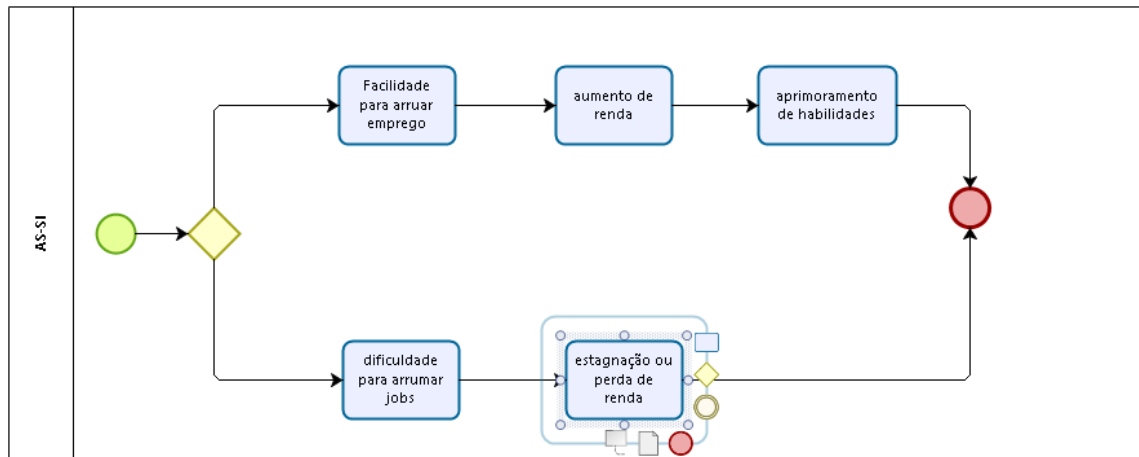 AS-SI
Facilidade
para arruar
emprego
aumento de
renda
aprimoramento
de habilidades
dificuldade
para arrumar
jobs
estagnação ou
perda de
renda